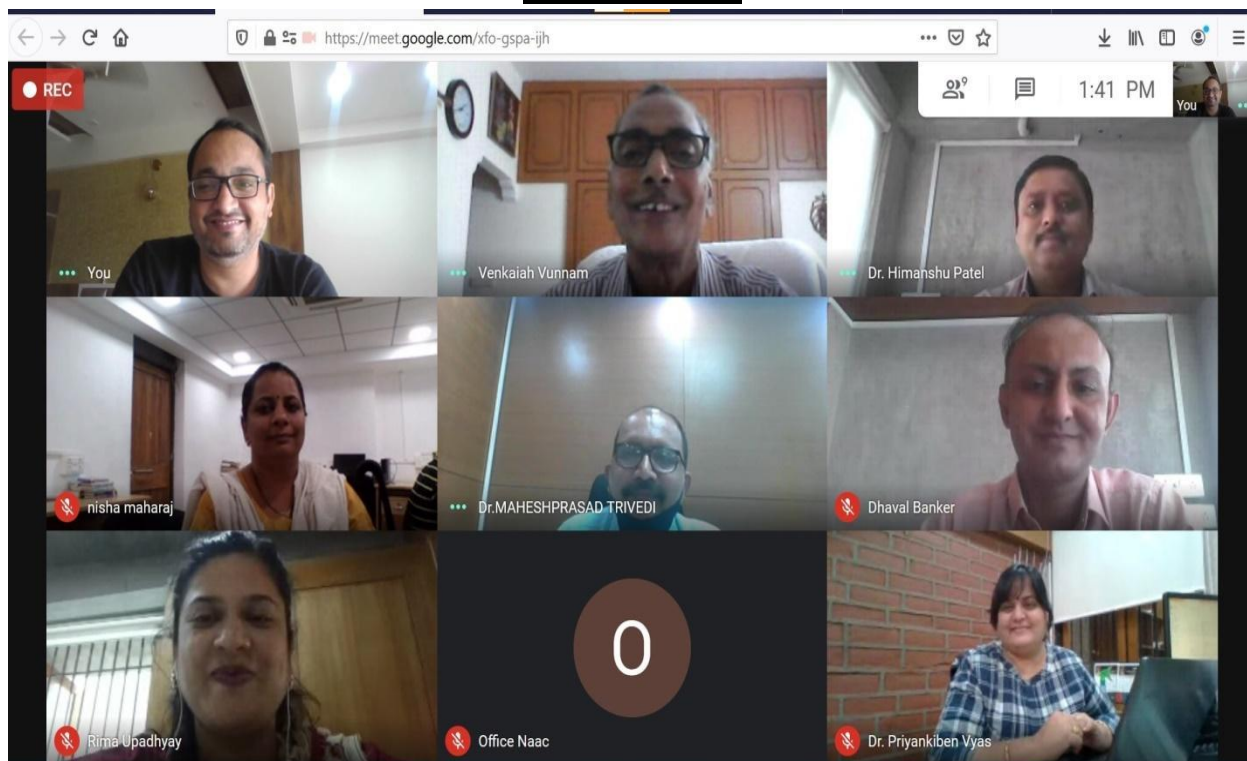 https://meet.google.com/xfo-gspa-ijh
REC
9
1:41 PM
You
You
Venkaiah Vunnam
Dr. Himanshu Patel
nisha maharaj
Dr.MAHESHPRASAD TRIVEDI
Dhaval Banker
Rima Upadhyay
O
Office Naac
Dr. Priyankiben Vyas